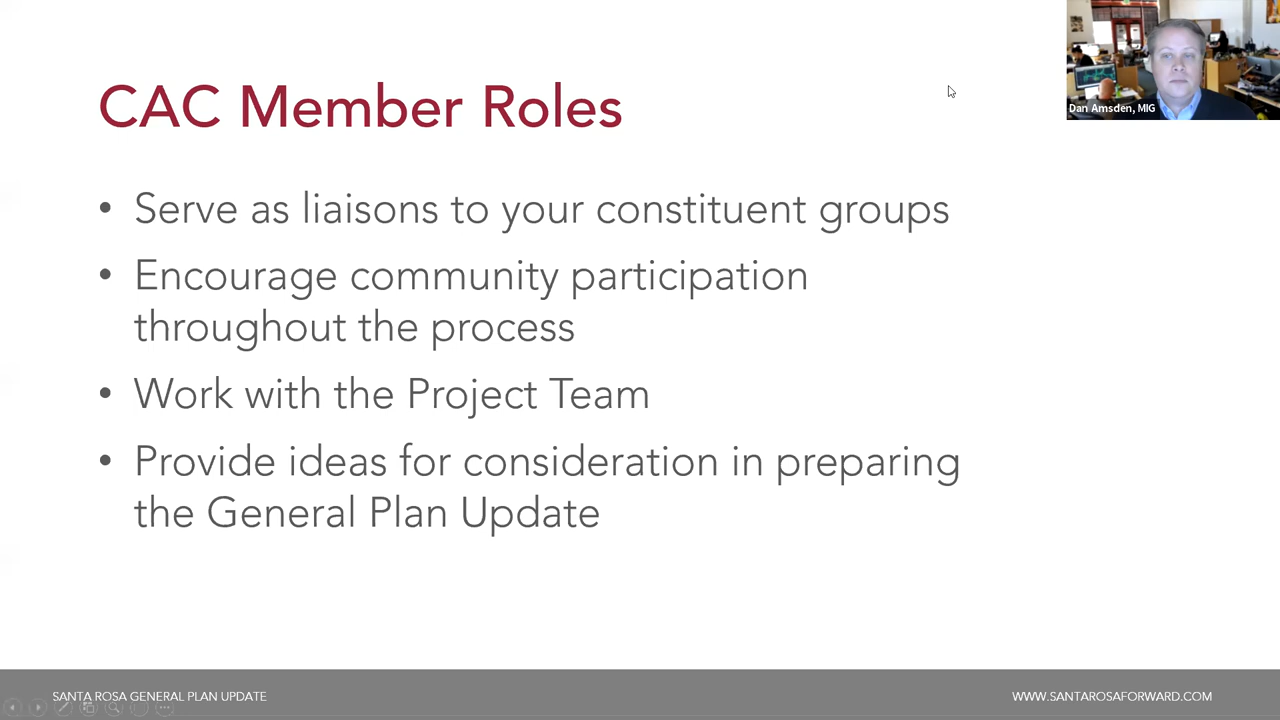 CAC Member Roles
Dan Amsden, MIG
• Serve as liaisons to your constituent groups
• Encourage community participation
throughout the process
• Work with the Project Team
• Provide ideas for consideration in preparing
the General Plan Update
SANTA ROSA GENERAL PLAN UPDATE
WWW.SANTAROSAFORWARD.COM